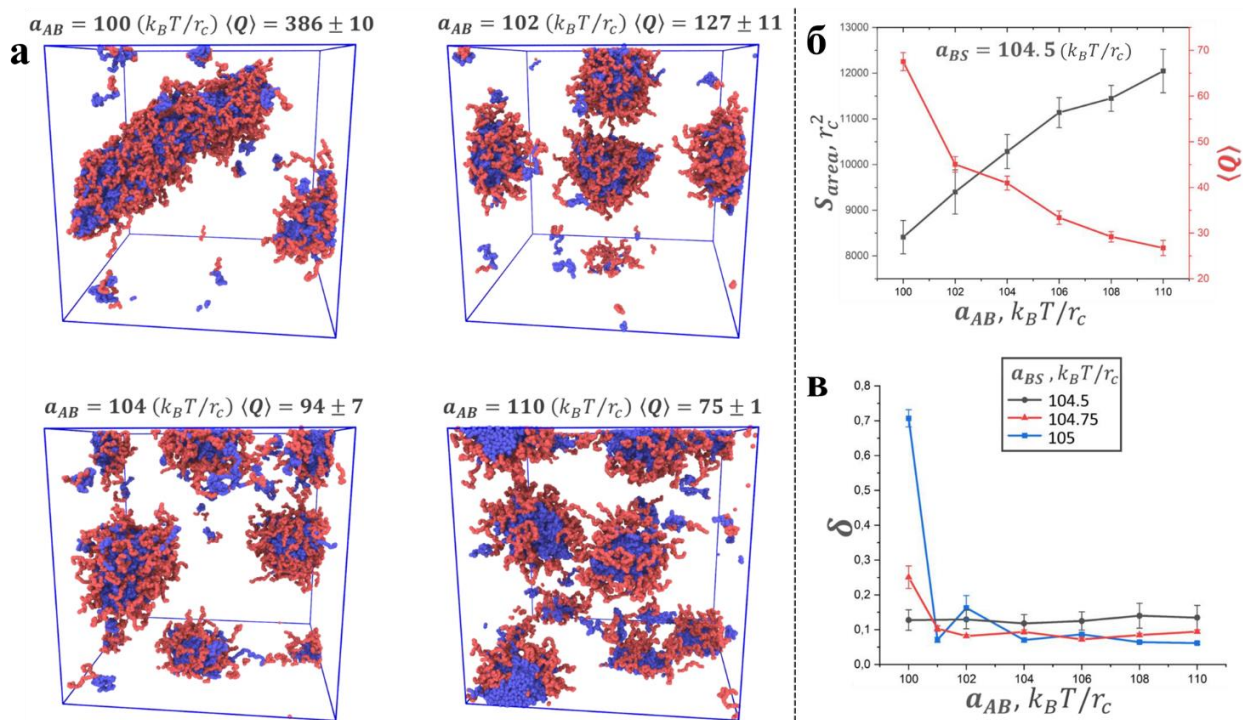 а
a_AB = 100 (k_BT/r_c) ⟨Q⟩ = 386 ± 10
a_AB = 102 (k_BT/r_c) ⟨Q⟩ = 127 ± 11
a_AB = 104 (k_BT/r_c) ⟨Q⟩ = 94 ± 7
a_AB = 110 (k_BT/r_c) ⟨Q⟩ = 75 ± 1
б
a_BS = 104.5 (k_BT/r_c)
S_area, r_c^2
13000
12000
11000
10000
9000
8000
70
60
50
40
30
20
⟨Q⟩
100 102 104 106 108 110
a_AB, k_BT/r_c
в
a_BS, k_BT/r_c
104.5
104.75
105
δ
0,8
0,7
0,6
0,5
0,4
0,3
0,2
0,1
0,0
100 102 104 106 108 110
a_AB, k_BT/r_c